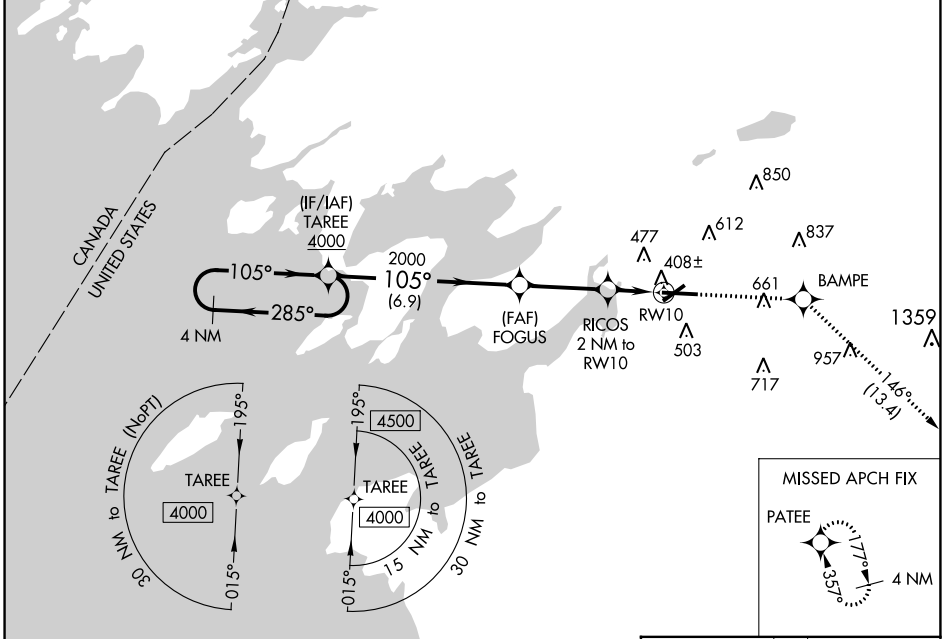 CANADA
UNITED STATES
(IF/IAF)
TAREE
4000
105°
285°
4 NM
2000
105°
(6.9)
(FAF)
FOGUS
RICOS
2 NM to
RW10
477
408±
RW10
503
612
850
837
661
717
BAMPE
957
1359
146°
(13.4)
30 NM to TAREE (NoPT)
195°
TAREE
4000
015°
195°
4500
TAREE
4000
15 NM to TAREE
30 NM to TAREE
015°
MISSED APCH FIX
PATEE
177°
357°
4 NM